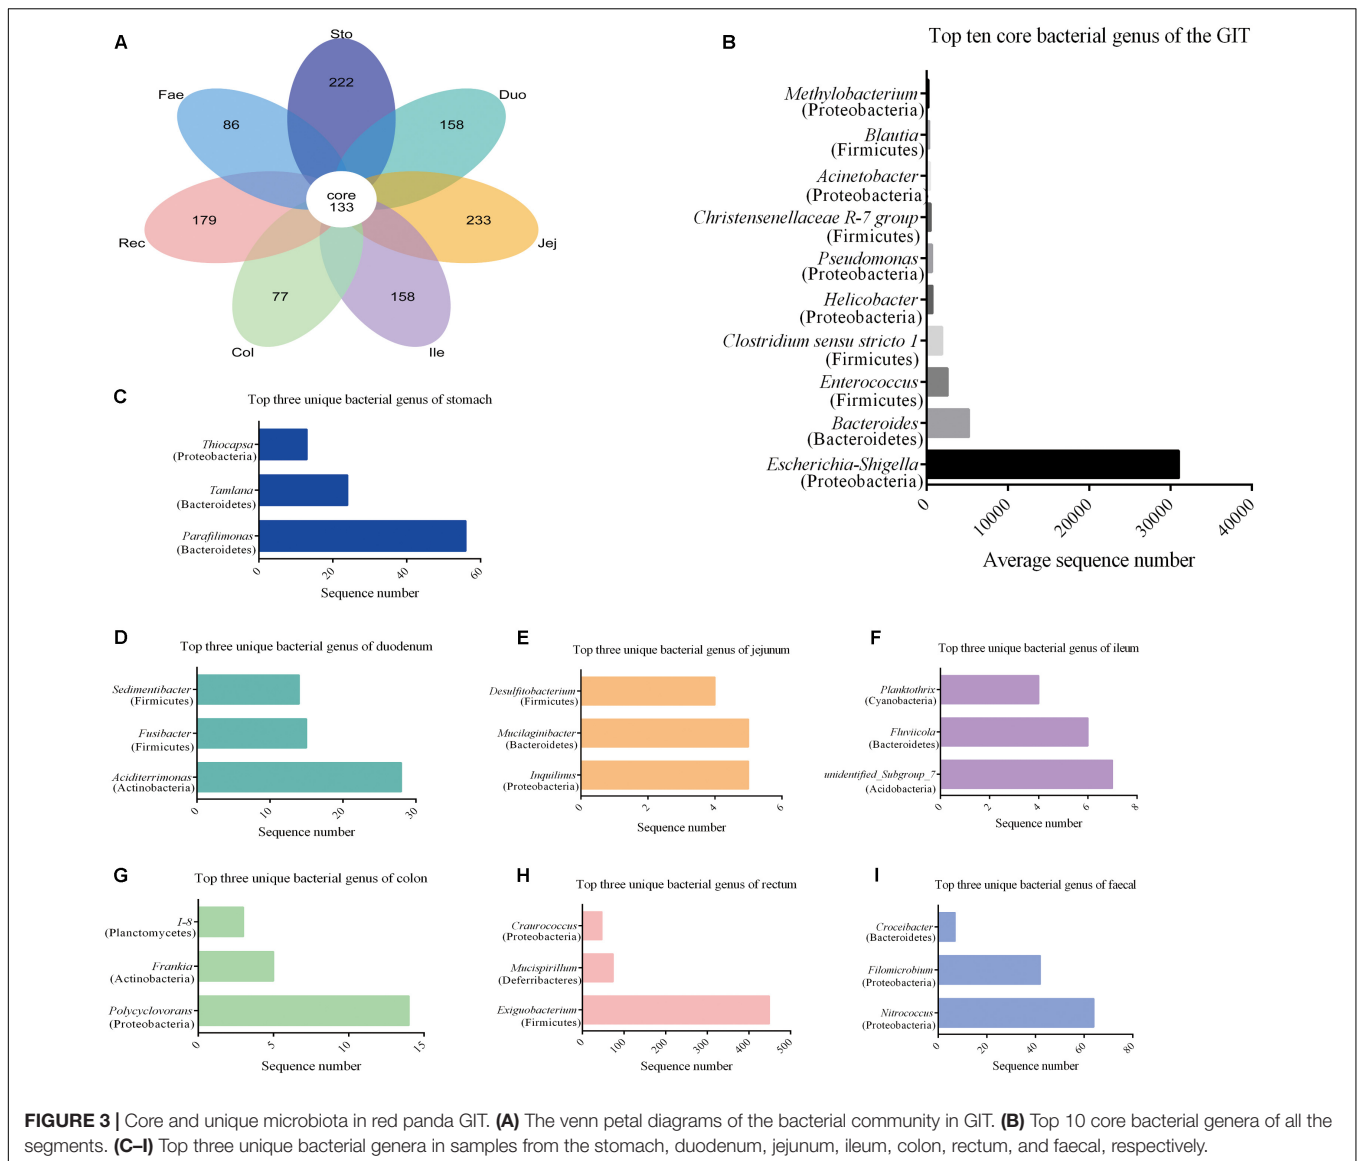 A
Sto
222
Fae
86
Duo
158
core
133
Rec
179
233
Jej
77
158
Col
Ile
B
Top ten core bacterial genus of the GIT
Methylobacterium
(Proteobacteria)
Blautia
(Firmicutes)
Acinetobacter
(Proteobacteria)
Christensenellaceae R-7 group
(Firmicutes)
Pseudomonas
(Proteobacteria)
Helicobacter
(Proteobacteria)
Clostridium sensu stricto 1
(Firmicutes)
Enterococcus
(Firmicutes)
Bacteroides
(Bacteroidetes)
Escherichia-Shigella
(Proteobacteria)
0 10000 20000 30000 40000
Average sequence number
C
Top three unique bacterial genus of stomach
Thiocapsa
(Proteobacteria)
Tamlana
(Bacteroidetes)
Parafilimonas
(Bacteroidetes)
0 20 40 60
Sequence number
D
Top three unique bacterial genus of duodenum
Sedimentibacter
(Firmicutes)
Fusibacter
(Firmicutes)
Aciditerrimonas
(Actinobacteria)
0 10 20 30
Sequence number
E
Top three unique bacterial genus of jejunum
Desulfitobacterium
(Firmicutes)
Mucilaginibacter
(Bacteroidetes)
Inquilinus
(Proteobacteria)
0 2 4 6
Sequence number
F
Top three unique bacterial genus of ileum
Planktothrix
(Cyanobacteria)
Fluviicola
(Bacteroidetes)
unidentified_Subgroup_7
(Acidobacteria)
0 2 4 6 8
Sequence number
G
Top three unique bacterial genus of colon
I-8
(Planctomycetes)
Frankia
(Actinobacteria)
Polycyclovorans
(Proteobacteria)
0 5 10 15
Sequence number
H
Top three unique bacterial genus of rectum
Craurococcus
(Proteobacteria)
Mucispirillum
(Deferribacteres)
Exiguobacterium
(Firmicutes)
0 100 200 300 400 500
Sequence number
I
Top three unique bacterial genus of faecal
Croceibacter
(Bacteroidetes)
Filomicrobium
(Proteobacteria)
Nitrococcus
(Proteobacteria)
0 20 40 60 80
Sequence number
FIGURE 3 | Core and unique microbiota in red panda GIT. (A) The venn petal diagrams of the bacterial community in GIT. (B) Top 10 core bacterial genera of all the
segments. (C–I) Top three unique bacterial genera in samples from the stomach, duodenum, jejunum, ileum, colon, rectum, and faecal, respectively.